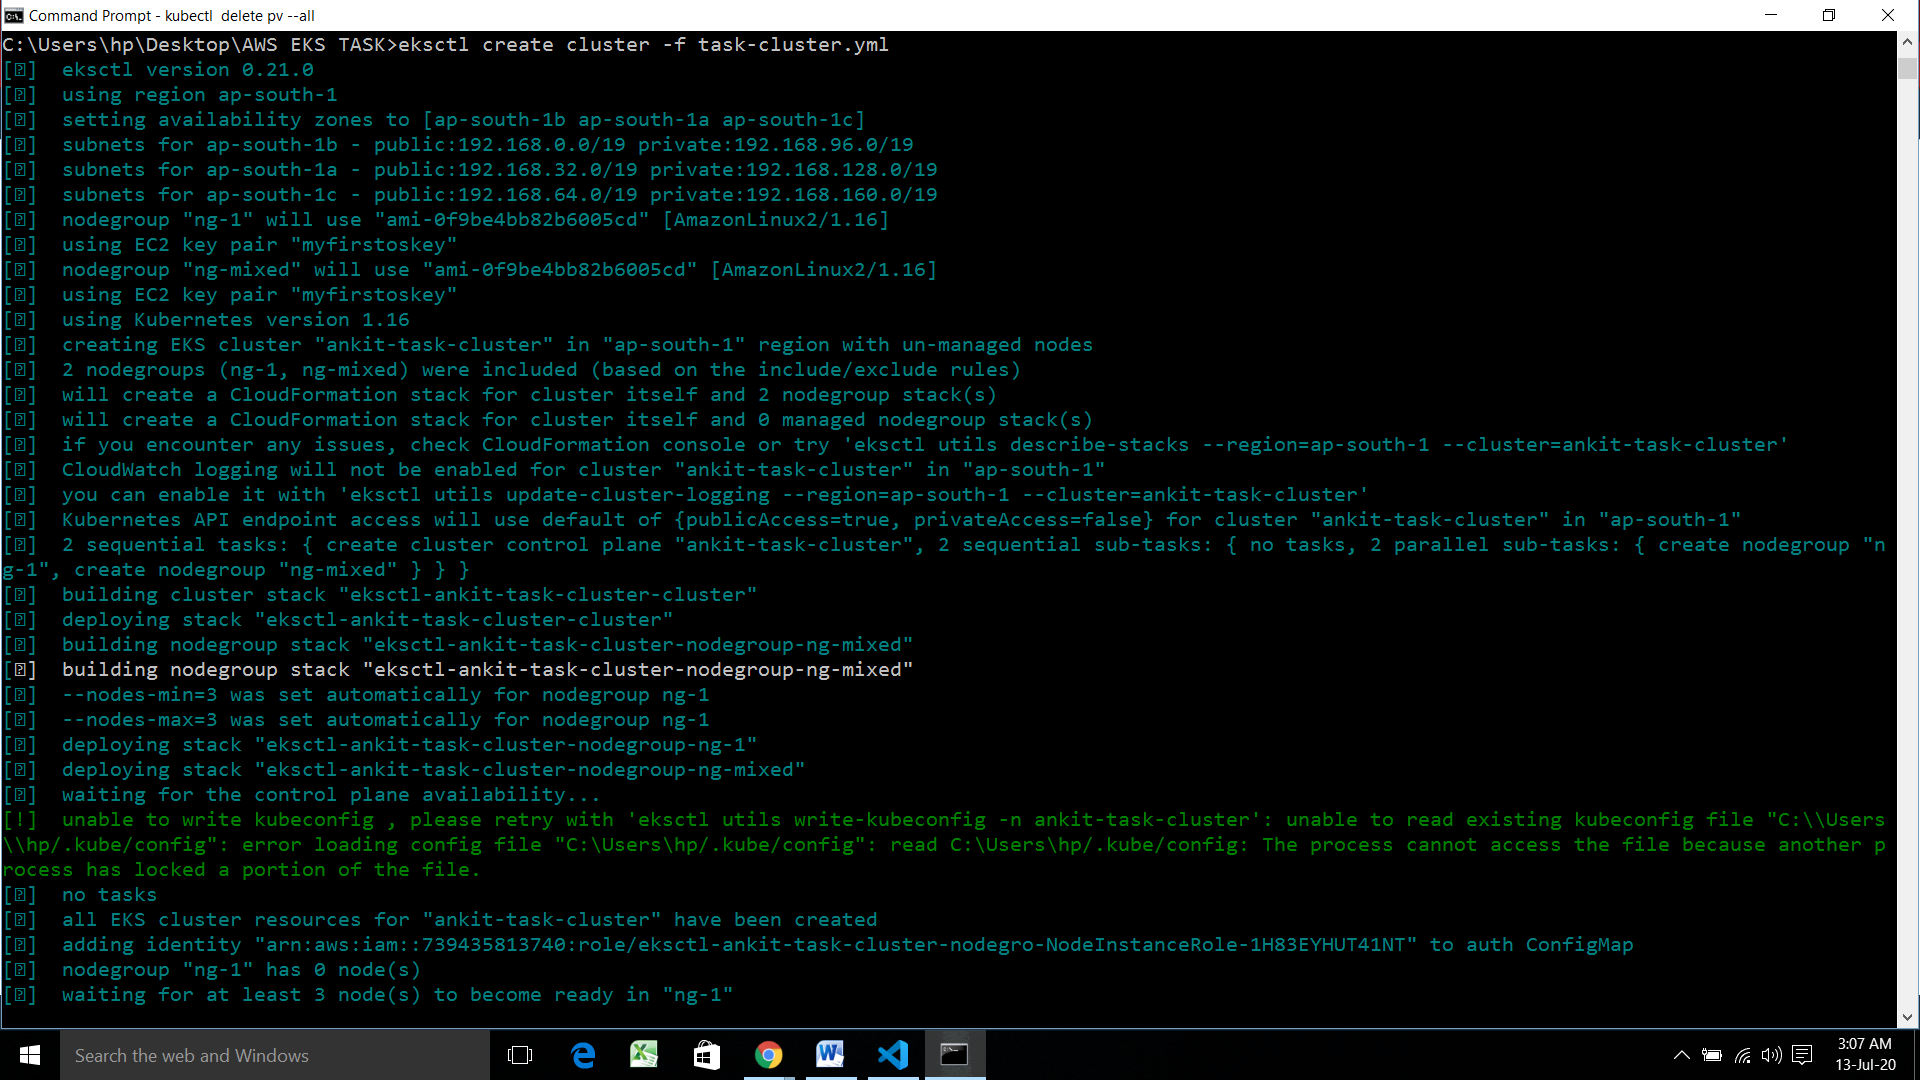 Command Prompt - kubectl  delete pv --all
C:\Users\hp\Desktop\AWS EKS TASK>eksctl create cluster -f task-cluster.yml
[⍰]  eksctl version 0.21.0
[⍰]  using region ap-south-1
[⍰]  setting availability zones to [ap-south-1b ap-south-1a ap-south-1c]
[⍰]  subnets for ap-south-1b - public:192.168.0.0/19 private:192.168.96.0/19
[⍰]  subnets for ap-south-1a - public:192.168.32.0/19 private:192.168.128.0/19
[⍰]  subnets for ap-south-1c - public:192.168.64.0/19 private:192.168.160.0/19
[⍰]  nodegroup "ng-1" will use "ami-0f9be4bb82b6005cd" [AmazonLinux2/1.16]
[⍰]  using EC2 key pair "myfirstoskey"
[⍰]  nodegroup "ng-mixed" will use "ami-0f9be4bb82b6005cd" [AmazonLinux2/1.16]
[⍰]  using EC2 key pair "myfirstoskey"
[⍰]  using Kubernetes version 1.16
[⍰]  creating EKS cluster "ankit-task-cluster" in "ap-south-1" region with un-managed nodes
[⍰]  2 nodegroups (ng-1, ng-mixed) were included (based on the include/exclude rules)
[⍰]  will create a CloudFormation stack for cluster itself and 2 nodegroup stack(s)
[⍰]  will create a CloudFormation stack for cluster itself and 0 managed nodegroup stack(s)
[⍰]  if you encounter any issues, check CloudFormation console or try 'eksctl utils describe-stacks --region=ap-south-1 --cluster=ankit-task-cluster'
[⍰]  CloudWatch logging will not be enabled for cluster "ankit-task-cluster" in "ap-south-1"
[⍰]  you can enable it with 'eksctl utils update-cluster-logging --region=ap-south-1 --cluster=ankit-task-cluster'
[⍰]  Kubernetes API endpoint access will use default of {publicAccess=true, privateAccess=false} for cluster "ankit-task-cluster" in "ap-south-1"
[⍰]  2 sequential tasks: { create cluster control plane "ankit-task-cluster", 2 sequential sub-tasks: { no tasks, 2 parallel sub-tasks: { create nodegroup "n
g-1", create nodegroup "ng-mixed" } } }
[⍰]  building cluster stack "eksctl-ankit-task-cluster-cluster"
[⍰]  deploying stack "eksctl-ankit-task-cluster-cluster"
[⍰]  building nodegroup stack "eksctl-ankit-task-cluster-nodegroup-ng-mixed"
[⍰]  building nodegroup stack "eksctl-ankit-task-cluster-nodegroup-ng-mixed"
[⍰]  --nodes-min=3 was set automatically for nodegroup ng-1
[⍰]  --nodes-max=3 was set automatically for nodegroup ng-1
[⍰]  deploying stack "eksctl-ankit-task-cluster-nodegroup-ng-1"
[⍰]  deploying stack "eksctl-ankit-task-cluster-nodegroup-ng-mixed"
[⍰]  waiting for the control plane availability...
[!]  unable to write kubeconfig , please retry with 'eksctl utils write-kubeconfig -n ankit-task-cluster': unable to read existing kubeconfig file "C:\\Users
\\hp/.kube/config": error loading config file "C:\Users\hp/.kube/config": read C:\Users\hp/.kube/config: The process cannot access the file because another p
rocess has locked a portion of the file.
[⍰]  no tasks
[⍰]  all EKS cluster resources for "ankit-task-cluster" have been created
[⍰]  adding identity "arn:aws:iam::739435813740:role/eksctl-ankit-task-cluster-nodegro-NodeInstanceRole-1H83EYHUT41NT" to auth ConfigMap
[⍰]  nodegroup "ng-1" has 0 node(s)
[⍰]  waiting for at least 3 node(s) to become ready in "ng-1"
Search the web and Windows
3:07 AM
13-Jul-20